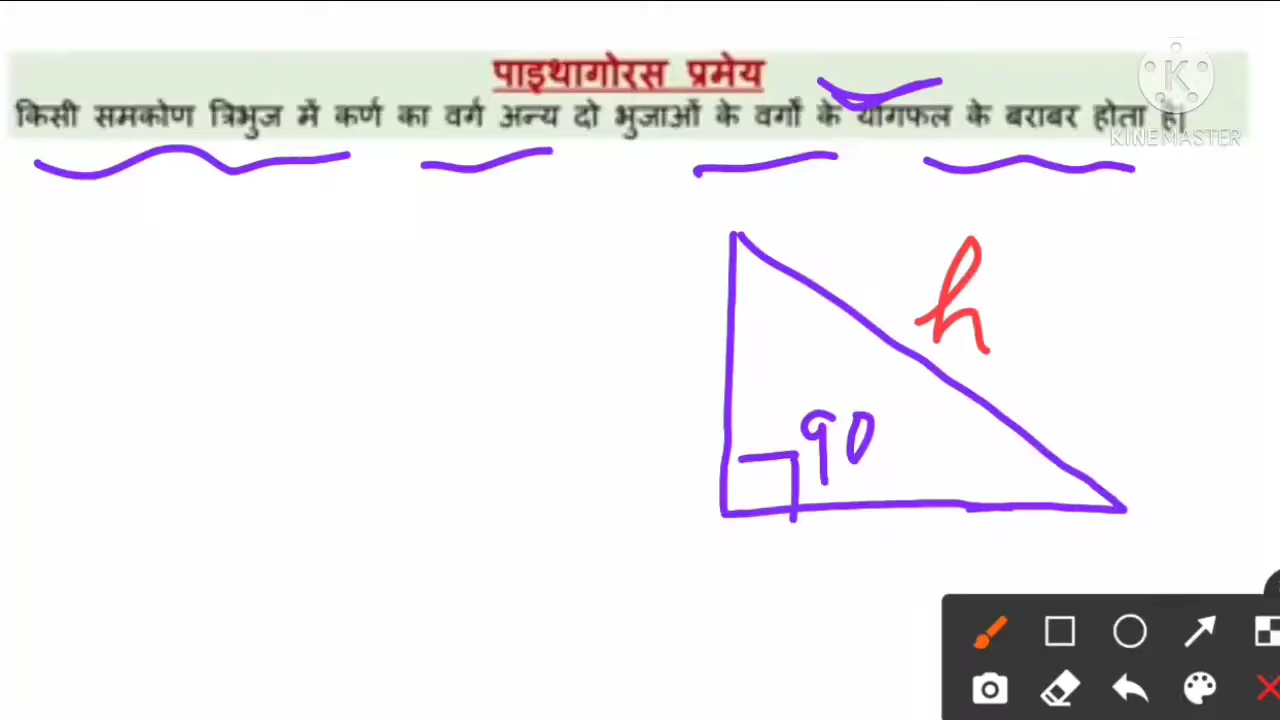 पाइथागोरस प्रमेय
किसी समकोण त्रिभुज में कर्ण का वर्ग अन्य दो भुजाओं के वर्गो के योगफल के बराबर होता है।
K
KINEMASTER
h
90